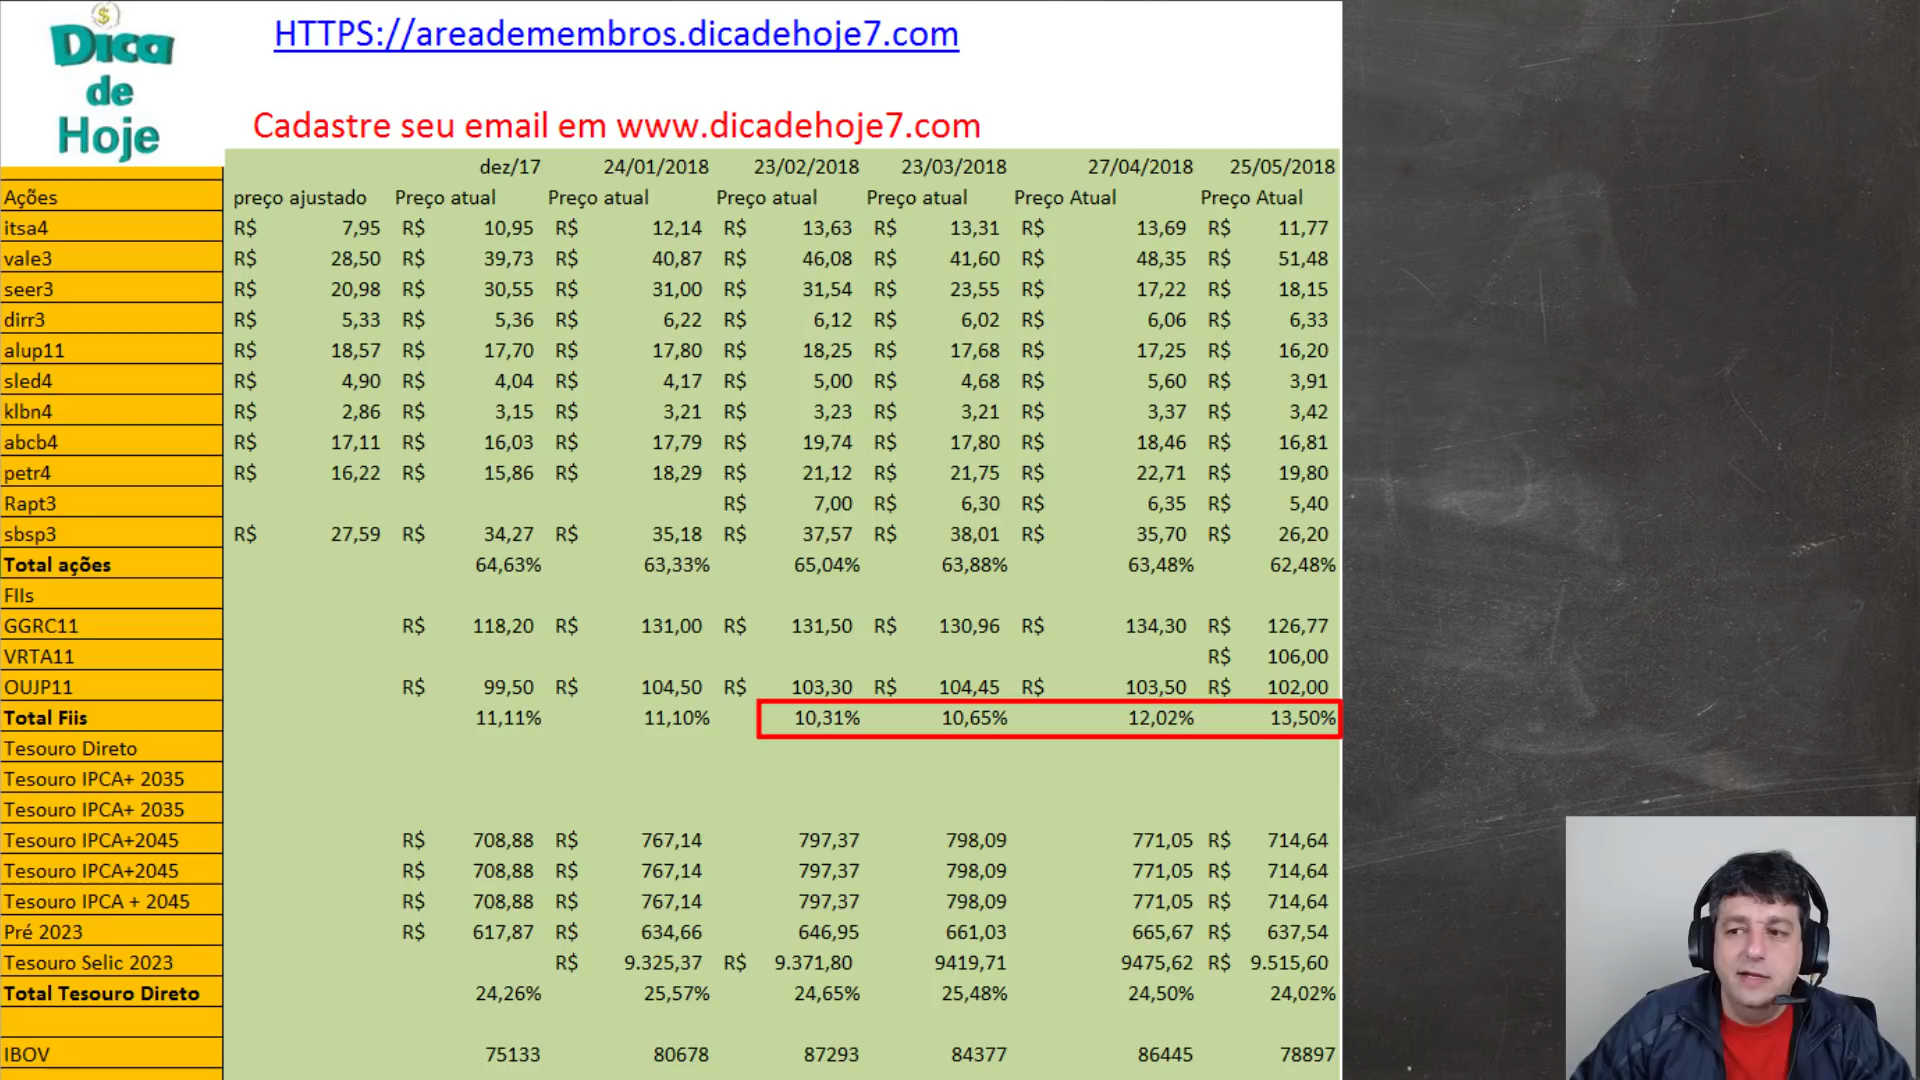 Dica
de
Hoje
HTTPS://areademembros.dicadehoje7.com
Cadastre seu email em www.dicadehoje7.com
dez/17 24/01/2018 23/02/2018 23/03/2018 27/04/2018 25/05/2018
Ações preço ajustado Preço atual Preço atual Preço atual Preço atual Preço Atual Preço Atual
itsa4 R$ 7,95 R$ 10,95 R$ 12,14 R$ 13,63 R$ 13,31 R$ 13,69 R$ 11,77
vale3 R$ 28,50 R$ 39,73 R$ 40,87 R$ 46,08 R$ 41,60 R$ 48,35 R$ 51,48
seer3 R$ 20,98 R$ 30,55 R$ 31,00 R$ 31,54 R$ 23,55 R$ 17,22 R$ 18,15
dirr3 R$ 5,33 R$ 5,36 R$ 6,22 R$ 6,12 R$ 6,02 R$ 6,06 R$ 6,33
alup11 R$ 18,57 R$ 17,70 R$ 17,80 R$ 18,25 R$ 17,68 R$ 17,25 R$ 16,20
sled4 R$ 4,90 R$ 4,04 R$ 4,17 R$ 5,00 R$ 4,68 R$ 5,60 R$ 3,91
klbn4 R$ 2,86 R$ 3,15 R$ 3,21 R$ 3,23 R$ 3,21 R$ 3,37 R$ 3,42
abcb4 R$ 17,11 R$ 16,03 R$ 17,79 R$ 19,74 R$ 17,80 R$ 18,46 R$ 16,81
petr4 R$ 16,22 R$ 15,86 R$ 18,29 R$ 21,12 R$ 21,75 R$ 22,71 R$ 19,80
Rapt3 R$ 7,00 R$ 6,30 R$ 6,35 R$ 5,40
sbsp3 R$ 27,59 R$ 34,27 R$ 35,18 R$ 37,57 R$ 38,01 R$ 35,70 R$ 26,20
Total ações 64,63% 63,33% 65,04% 63,88% 63,48% 62,48%
FIIs
GGRC11 R$ 118,20 R$ 131,00 R$ 131,50 R$ 130,96 R$ 134,30 R$ 126,77
VRTA11 R$ 106,00
OUJP11 R$ 99,50 R$ 104,50 R$ 103,30 R$ 104,45 R$ 103,50 R$ 102,00
Total Fiis 11,11% 11,10% 10,31% 10,65% 12,02% 13,50%
Tesouro Direto
Tesouro IPCA+ 2035
Tesouro IPCA+ 2035
Tesouro IPCA+2045 R$ 708,88 R$ 767,14 797,37 798,09 771,05 R$ 714,64
Tesouro IPCA+2045 R$ 708,88 R$ 767,14 797,37 798,09 771,05 R$ 714,64
Tesouro IPCA + 2045 R$ 708,88 R$ 767,14 797,37 798,09 771,05 R$ 714,64
Pré 2023 R$ 617,87 R$ 634,66 646,95 661,03 665,67 R$ 637,54
Tesouro Selic 2023 R$ 9.325,37 R$ 9.371,80 9419,71 9475,62 R$ 9.515,60
Total Tesouro Direto 24,26% 25,57% 24,65% 25,48% 24,50% 24,02%
IBOV 75133 80678 87293 84377 86445 78897